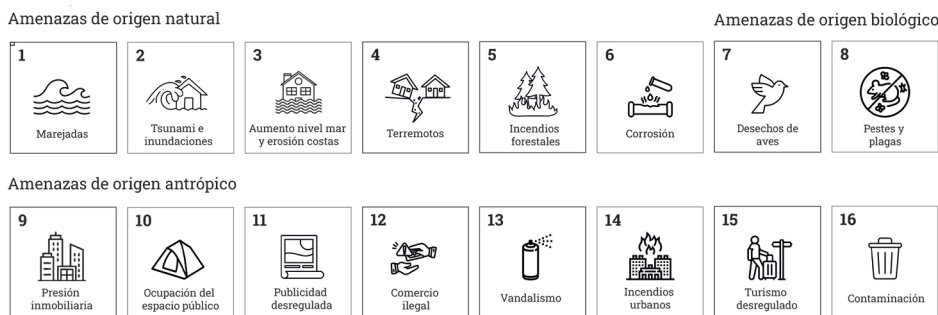 Amenazas de origen natural
Amenazas de origen biológico
1
2
3
4
5
6
7
8
Marejadas
Tsunami e
inundaciones
Aumento nivel mar
y erosión costas
Terremotos
Incendios
forestales
Corrosión
Desechos de
aves
Pestes y
plagas
Amenazas de origen antrópico
9
10
11
12
13
14
15
16
Presión
inmobiliaria
Ocupación del
espacio público
Publicidad
desregulada
Comercio
ilegal
Vandalismo
Incendios
urbanos
Turismo
desregulado
Contaminación